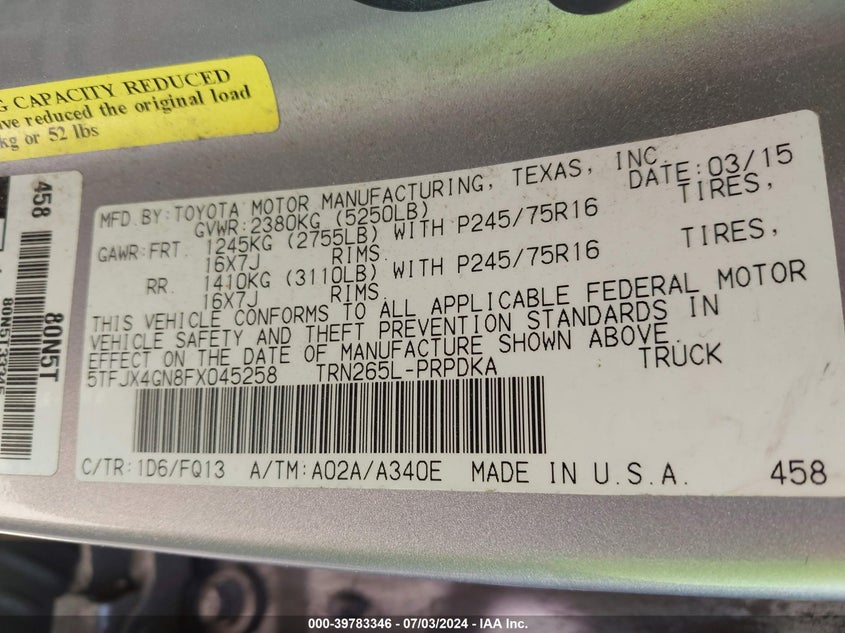 G CAPACITY REDUCED
ve reduced the original load
kg or 52 lbs
458
80N5T
MFD.BY:TOYOTA MOTOR MANUFACTURING, TEXAS, INC.
DATE:03/15
GVWR:2380KG (5250LB)
GAWR:FRT. 1245KG (2755LB) WITH P245/75R16 TIRES,
16X7J RIMS.
RR. 1410KG (3110LB) WITH P245/75R16 TIRES,
16X7J RIMS.
THIS VEHICLE CONFORMS TO ALL APPLICABLE FEDERAL MOTOR
VEHICLE SAFETY AND THEFT PREVENTION STANDARDS IN
EFFECT ON THE DATE OF MANUFACTURE SHOWN ABOVE.
5TFJX4GN8FX045258 TRN265L-PRPDKA TRUCK
C/TR:1D6/FQ13 A/TM:A02A/A340E MADE IN U.S.A. 458
000-39783346 - 07/03/2024 - IAA Inc.